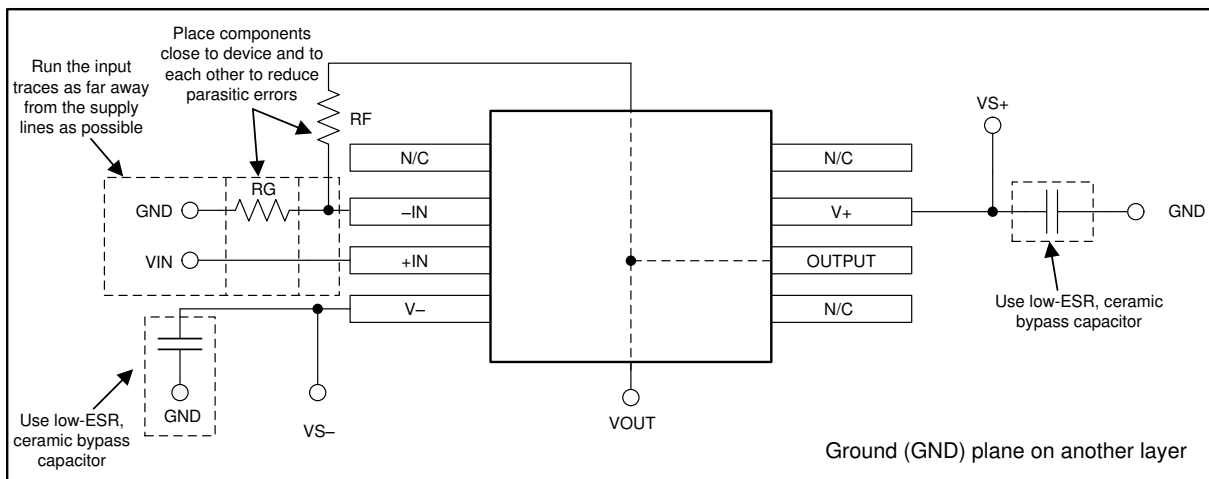 Place components
close to device and to
each other to reduce
parasitic errors
Run the input
traces as far away
from the supply
lines as possible
RF
VS+
N/C
N/C
RG
GND
–IN
V+
GND
VIN
+IN
OUTPUT
V–
N/C
Use low-ESR, ceramic
bypass capacitor
GND
Use low-ESR,
ceramic bypass
capacitor
VS–
VOUT
Ground (GND) plane on another layer